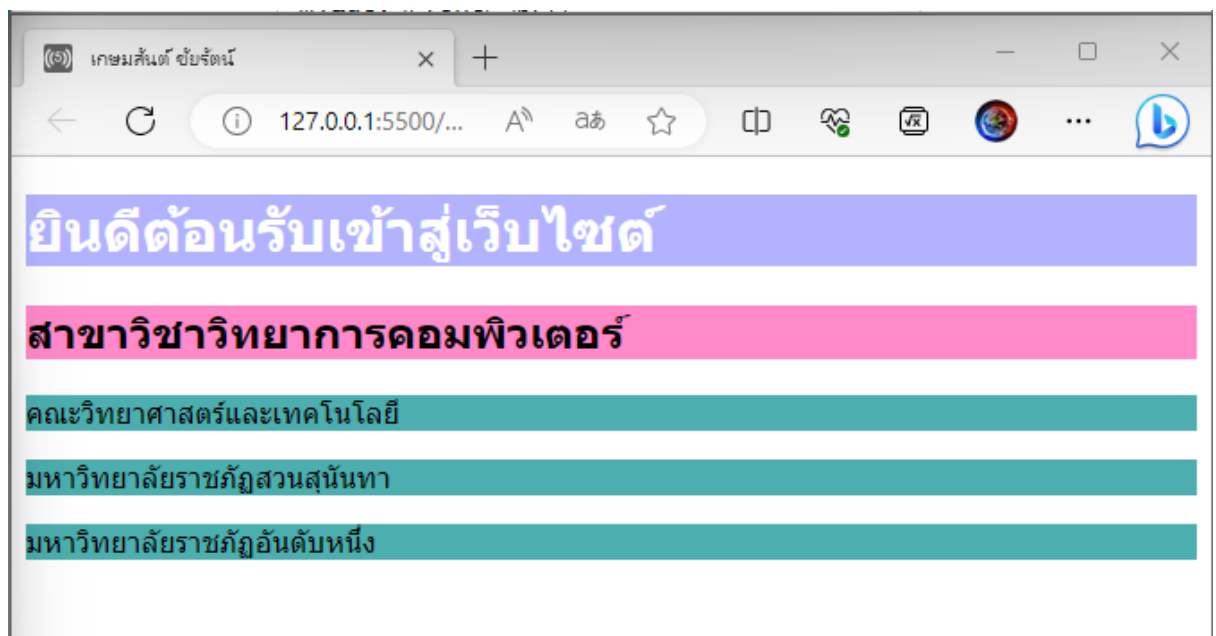 เกษมสันต์ ชัยรัตน์
127.0.0.1:5500/...
ยินดีต้อนรับเข้าสู่เว็บไซต์
สาขาวิชาวิทยาการคอมพิวเตอร์
คณะวิทยาศาสตร์และเทคโนโลยี
มหาวิทยาลัยราชภัฏสวนสุนันทา
มหาวิทยาลัยราชภัฏอันดับหนึ่ง